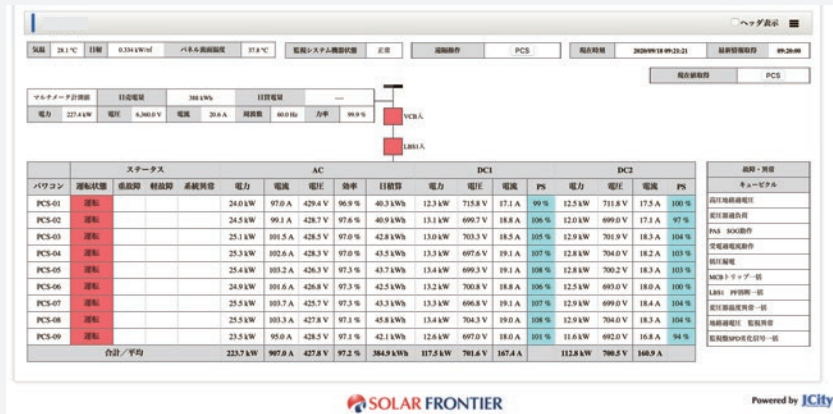 ヘッダ表示
気温 28.1 ℃ 日射 0.334 kW/㎡ パネル裏面温度 37.8 ℃ 監視システム機器状態 正常 遠隔操作 PCS 現在時刻 2020/09/18 09:21:21 最新情報取得 09:20:00
現在値取得 PCS
マルチメータ計測値 日売電量 388 kWh 日買電量 ---
電力 227.4 kW 電圧 6,360.0 V 電流 20.6 A 周波数 60.0 Hz 力率 99.9 %
VCB入
LBS1入
パワコン ステータス AC DC1 DC2
運転状態 重故障 軽故障 系統異常 電力 電流 電圧 効率 日積算 電力 電圧 電流 PS 電力 電圧 電流 PS
PCS-01 運転 24.0 kW 97.0 A 429.4 V 96.9 % 40.3 kWh 12.3 kW 715.8 V 17.1 A 99 % 12.5 kW 711.8 V 17.5 A 100 %
PCS-02 運転 24.5 kW 99.1 A 428.7 V 97.6 % 40.9 kWh 13.1 kW 699.7 V 18.8 A 106 % 12.0 kW 699.0 V 17.1 A 97 %
PCS-03 運転 25.1 kW 101.5 A 428.5 V 97.0 % 42.8 kWh 13.0 kW 703.3 V 18.5 A 105 % 12.9 kW 701.9 V 18.3 A 104 %
PCS-04 運転 25.3 kW 102.6 A 428.3 V 97.0 % 43.5 kWh 13.3 kW 697.6 V 19.1 A 107 % 12.8 kW 704.0 V 18.2 A 103 %
PCS-05 運転 25.4 kW 103.2 A 426.3 V 97.3 % 43.7 kWh 13.4 kW 699.3 V 19.1 A 108 % 12.8 kW 700.2 V 18.3 A 103 %
PCS-06 運転 24.9 kW 101.6 A 426.8 V 97.3 % 42.5 kWh 13.2 kW 700.8 V 18.8 A 106 % 12.5 kW 693.0 V 18.0 A 100 %
PCS-07 運転 25.5 kW 103.7 A 425.7 V 97.3 % 43.3 kWh 13.3 kW 696.8 V 19.1 A 107 % 12.9 kW 699.0 V 18.4 A 104 %
PCS-08 運転 25.5 kW 103.3 A 427.8 V 97.1 % 45.8 kWh 13.4 kW 704.3 V 19.0 A 108 % 12.9 kW 704.0 V 18.3 A 104 %
PCS-09 運転 23.5 kW 95.0 A 428.5 V 97.1 % 42.1 kWh 12.6 kW 697.0 V 18.0 A 101 % 11.6 kW 692.0 V 16.8 A 94 %
合計／平均 223.7 kW 907.0 A 427.8 V 97.2 % 384.9 kWh 117.5 kW 701.6 V 167.4 A 112.8 kW 700.5 V 160.9 A
故障・異常
キュービクル
高圧地絡過電圧
変圧器過負荷
PAS SOG動作
受電過電流動作
低圧漏電
MCBトリップ一括
LBS1 PF溶断一括
変圧器温度異常一括
地絡過電圧 監視異常
監視盤SPD劣化信号一括
SOLAR FRONTIER
Powered by JCity